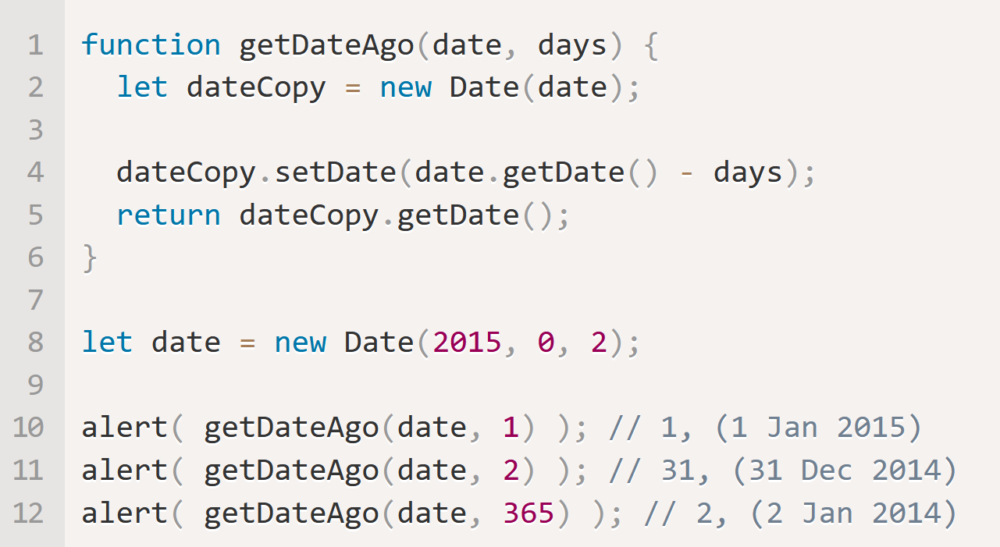 1 function getDateAgo(date, days) {
2   let dateCopy = new Date(date);
3
4   dateCopy.setDate(date.getDate() - days);
5   return dateCopy.getDate();
6 }
7
8 let date = new Date(2015, 0, 2);
9
10 alert( getDateAgo(date, 1) ); // 1, (1 Jan 2015)
11 alert( getDateAgo(date, 2) ); // 31, (31 Dec 2014)
12 alert( getDateAgo(date, 365) ); // 2, (2 Jan 2014)